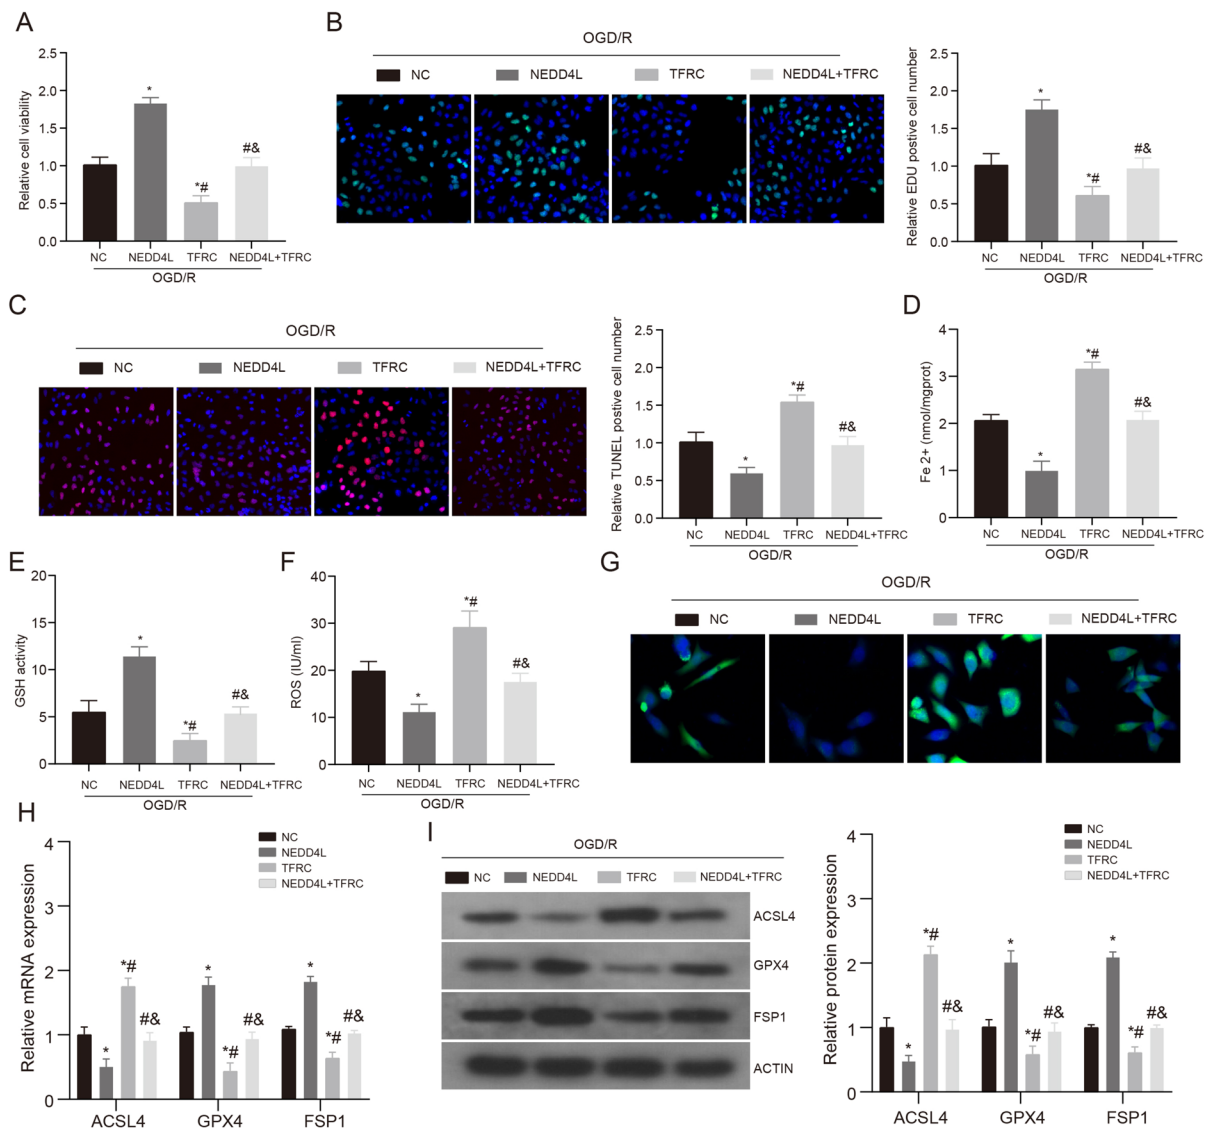 A
2.5
2.0
1.5
1.0
0.5
0.0
Relative cell viability
*
*#
#&
NC NEDD4L TFRC NEDD4L+TFRC
OGD/R
B
OGD/R
NC NEDD4L TFRC NEDD4L+TFRC
2.5
2.0
1.5
1.0
0.5
0.0
Relative EDU postive cell number
*
*#
#&
NC NEDD4L TFRC NEDD4L+TFRC
OGD/R
C
OGD/R
NC NEDD4L TFRC NEDD4L+TFRC
2.5
2.0
1.5
1.0
0.5
0.0
Relative TUNEL postive cell number
*
*#
#&
NC NEDD4L TFRC NEDD4L+TFRC
OGD/R
D
4
3
2
1
0
Fe 2+ (nmol/mgprot)
*
*#
#&
NC NEDD4L TFRC NEDD4L+TFRC
OGD/R
E
20
15
10
5
0
GSH activity
*
*#
#&
NC NEDD4L TFRC NEDD4L+TFRC
OGD/R
F
40
30
20
10
0
ROS (IU/ml)
*
*#
#&
NC NEDD4L TFRC NEDD4L+TFRC
OGD/R
G
OGD/R
NC NEDD4L TFRC NEDD4L+TFRC
H
4
3
2
1
0
Relative mRNA expression
NC
NEDD4L
TFRC
NEDD4L+TFRC
*
*#
#&
*
*#
#&
*
*#
#&
ACSL4 GPX4 FSP1
I
OGD/R
NC NEDD4L TFRC NEDD4L+TFRC
ACSL4
GPX4
FSP1
ACTIN
4
3
2
1
0
Relative protein expression
NC
NEDD4L
TFRC
NEDD4L+TFRC
*
*#
#&
*
*#
#&
*
*#
#&
ACSL4 GPX4 FSP1